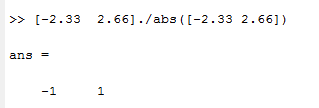 >> [-2.33  2.66]./abs([-2.33 2.66])
ans =
-1     1